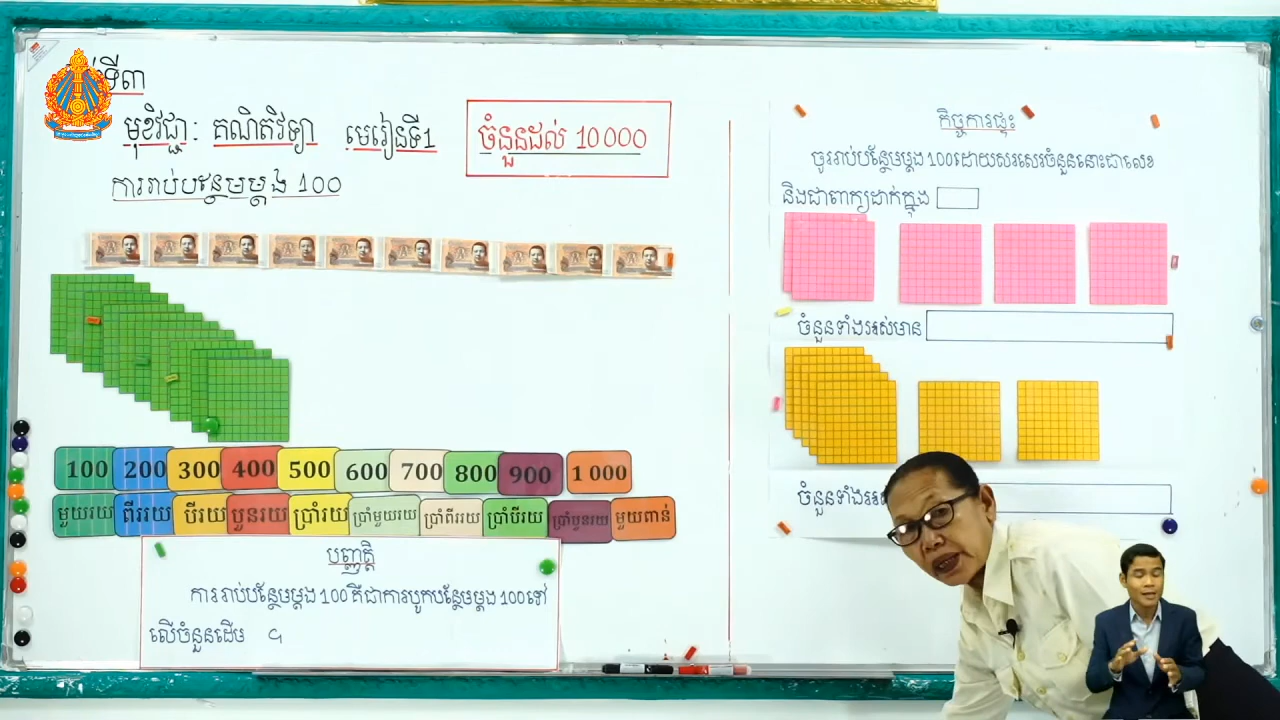 ទី៣
មុខវិជ្ជា: គណិតវិទ្យា មេរៀនទី1 ចំនួនដល់ 10 000
ការរាប់បន្ថែមម្តង 100
100 200 300 400 500 600 700 800 900 1 000
មួយរយ ពីររយ បីរយ បួនរយ ប្រាំរយ ប្រាំមួយរយ ប្រាំពីររយ ប្រាំបីរយ ប្រាំបួនរយ មួយពាន់
បញ្ញត្តិ
ការរាប់បន្ថែមម្តង 100 គឺជាការបូកបន្ថែមម្តង 100 ទៅ
លើចំនួនដើម ។
កិច្ចការផ្ទះ
ចូររាប់បន្ថែមម្តង 100 ដោយសរសេរចំនួននោះជាលេខ
និងជាពាក្យដាក់ក្នុង
ចំនួនទាំងអស់មាន
ចំនួនទាំងអស់